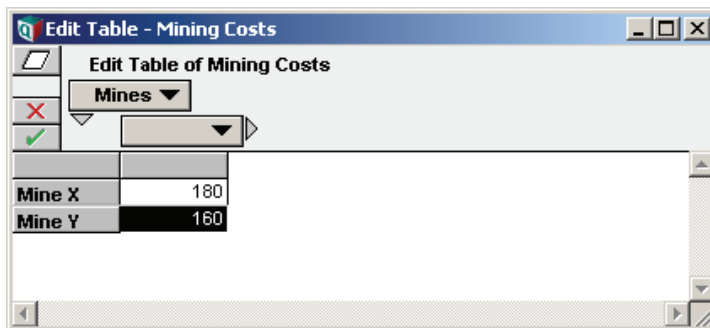 Edit Table - Mining Costs
Edit Table of Mining Costs
Mines
Mine X 180
Mine Y 160